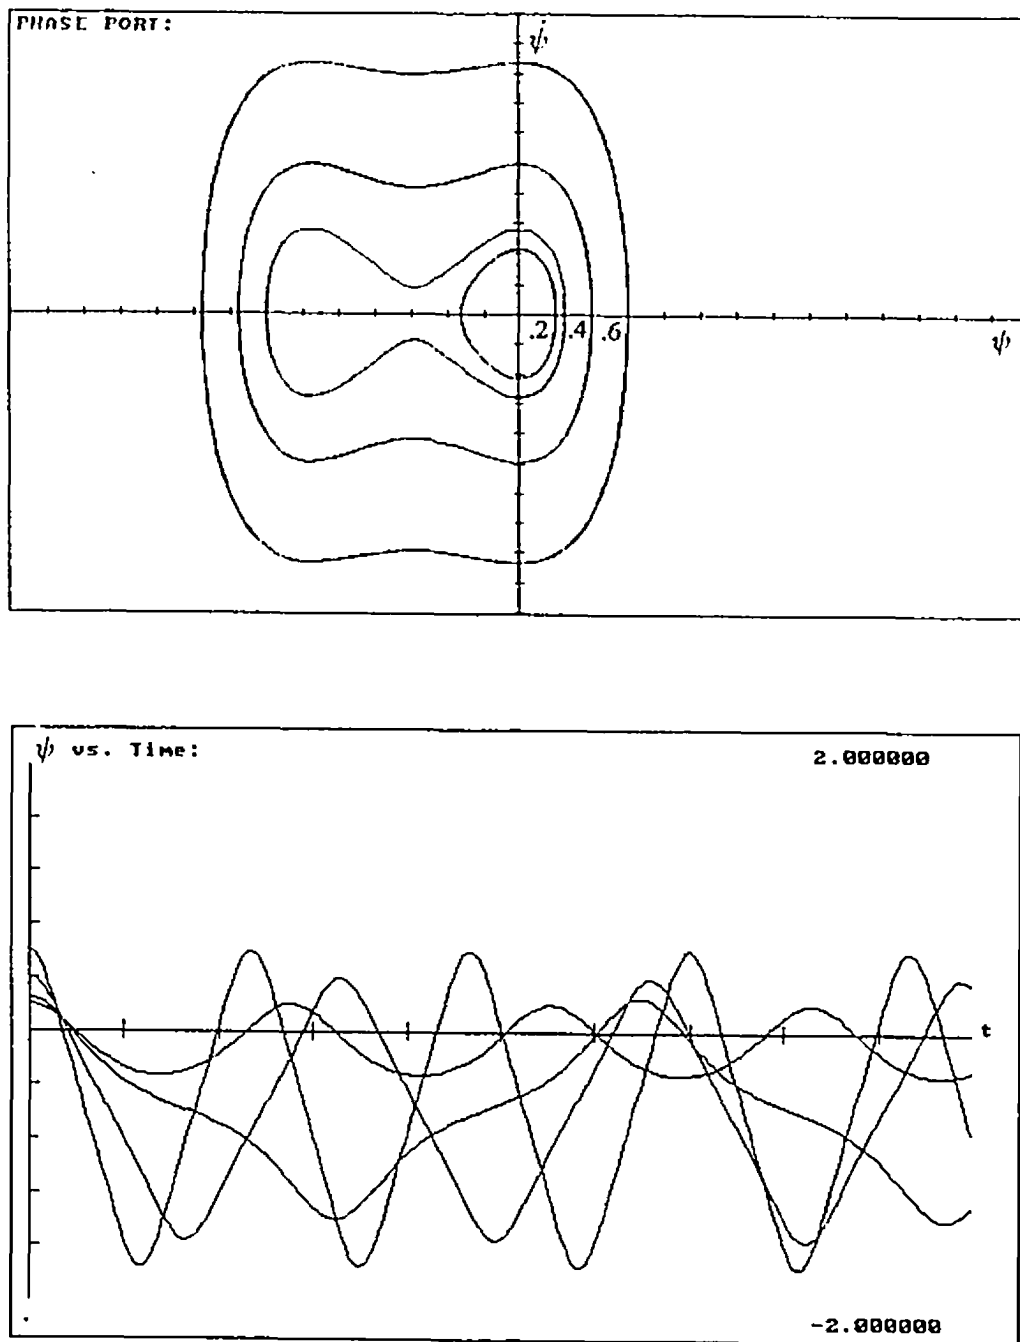 PHASE PORT:
ψ̇
.2 .4 .6
ψ
ψ vs. Time:
2.000000
t
-2.000000